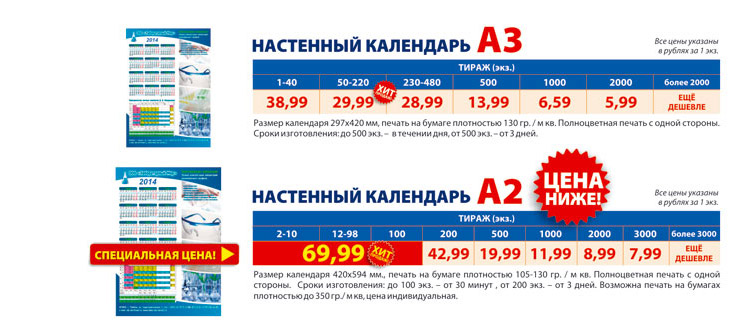 2014
НАСТЕННЫЙ КАЛЕНДАРЬ А3
Все цены указаны
в рублях за 1 экз.
ТИРАЖ (экз.)
1-40 50-220 230-480 500 1000 2000 более 2000
38,99 29,99 ХИТ 28,99 13,99 6,59 5,99 ЕЩЁ
ДЕШЕВЛЕ
Размер календаря 297х420 мм, печать на бумаге плотностью 130 гр. / м кв. Полноцветная печать с одной стороны.
Сроки изготовления: до 500 экз. – в течении дня, от 500 экз. – от 3 дней.
2014
СПЕЦИАЛЬНАЯ ЦЕНА!
НАСТЕННЫЙ КАЛЕНДАРЬ А2
ЦЕНА
НИЖЕ!
Все цены указаны
в рублях за 1 экз.
ТИРАЖ (экз.)
2-10 12-98 100 200 500 1000 2000 3000 более 3000
69,99 ХИТ 42,99 19,99 11,99 8,99 7,99 ЕЩЁ
ДЕШЕВЛЕ
Размер календаря 420х594 мм., печать на бумаге плотностью 105-130 гр. / м кв. Полноцветная печать с одной
стороны. Сроки изготовления: до 100 экз. – от 30 минут , от 200 экз. – от 3 дней. Возможна печать на бумагах
плотностью до 350 гр./ м кв, цена индивидуальная.